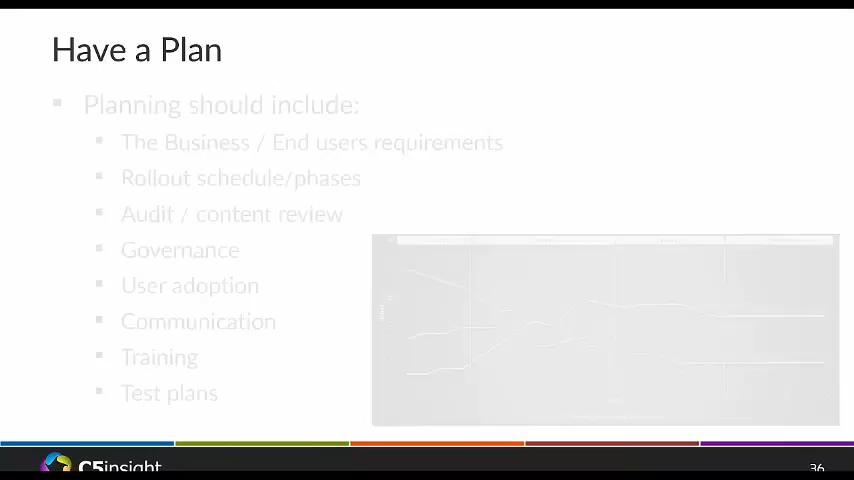 Have a Plan
Planning should include:
The Business / End users requirements
Rollout schedule/phases
Audit / content review
Governance
User adoption
Communication
Training
Test plans
C5insight
36